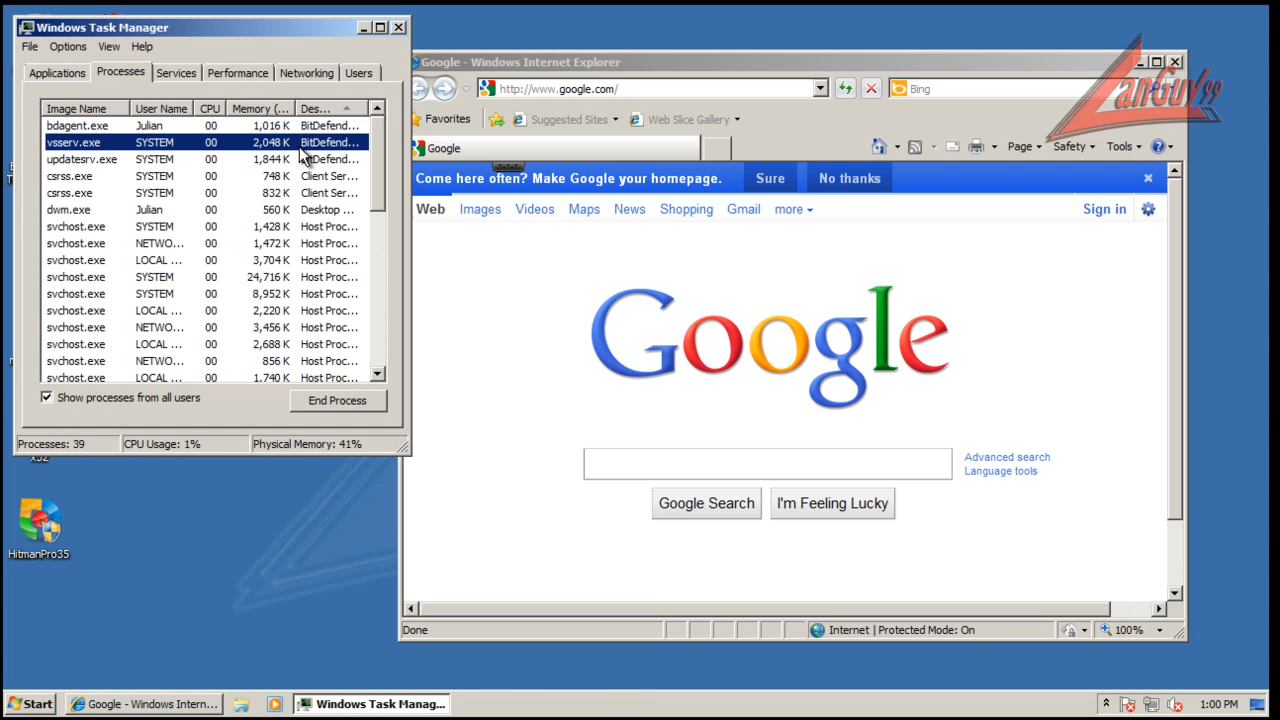 Windows Task Manager
File Options View Help
Applications Processes Services Performance Networking Users
Image Name User Name CPU Memory (... Des...
bdagent.exe Julian 00 1,016 K BitDefend...
vsserv.exe SYSTEM 00 2,048 K BitDefend...
updatesrv.exe SYSTEM 00 1,844 K BitDefend...
csrss.exe SYSTEM 00 748 K Client Ser...
csrss.exe SYSTEM 00 832 K Client Ser...
dwm.exe Julian 00 560 K Desktop ...
svchost.exe SYSTEM 00 1,428 K Host Proc...
svchost.exe NETWO... 00 1,472 K Host Proc...
svchost.exe LOCAL ... 00 3,704 K Host Proc...
svchost.exe SYSTEM 00 24,716 K Host Proc...
svchost.exe SYSTEM 00 8,952 K Host Proc...
svchost.exe LOCAL ... 00 2,220 K Host Proc...
svchost.exe NETWO... 00 3,456 K Host Proc...
svchost.exe LOCAL ... 00 2,688 K Host Proc...
svchost.exe NETWO... 00 856 K Host Proc...
svchost.exe LOCAL ... 00 1,740 K Host Proc...
Show processes from all users End Process
Processes: 39 CPU Usage: 1% Physical Memory: 41%
HitmanPro35
Google - Windows Internet Explorer
http://www.google.com/ Bing
Favorites Suggested Sites Web Slice Gallery
Google Page Safety Tools
Come here often? Make Google your homepage. Sure No thanks
Web Images Videos Maps News Shopping Gmail more Sign in
Google
Advanced search
Language tools
Google Search I'm Feeling Lucky
Done Internet | Protected Mode: On 100%
Start Google - Windows Intern... Windows Task Manag... 1:00 PM